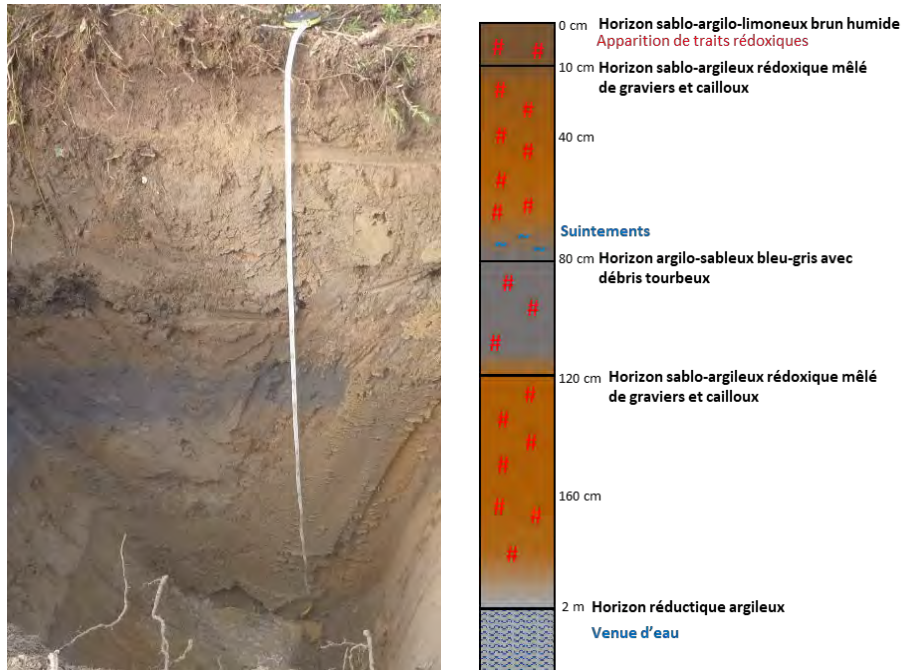 0 cm Horizon sablo-argilo-limoneux brun humide
Apparition de traits rédoxiques
10 cm Horizon sablo-argileux rédoxique mêlé
de graviers et cailloux
40 cm
Suintements
80 cm Horizon argilo-sableux bleu-gris avec
débris tourbeux
120 cm Horizon sablo-argileux rédoxique mêlé
de graviers et cailloux
160 cm
2 m Horizon réductique argileux
Venue d'eau